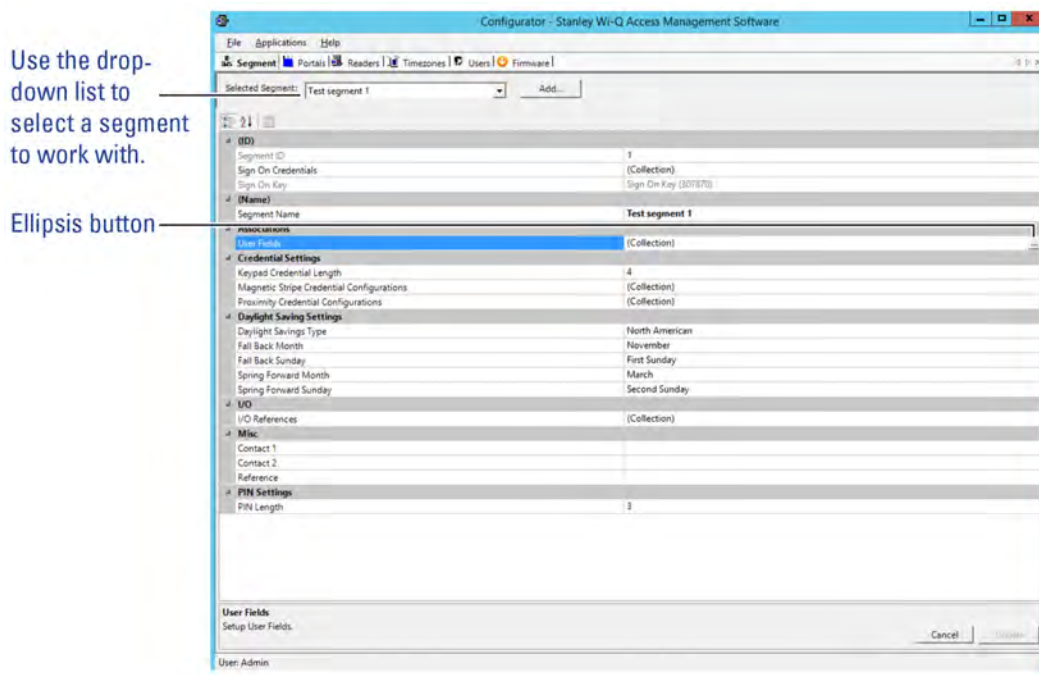 Configurator - Stanley Wi-Q Access Management Software
File Applications Help
Segment Portals Readers Timezones Users Firmware
Use the drop-
down list to
select a segment
to work with.
Selected Segment: Test segment 1 Add...
(ID)
Segment ID 1
Sign On Credentials (Collection)
Sign On Key Sign On Key (307870)
(Name)
Segment Name Test segment 1
Ellipsis button
Associations
User Fields (Collection) ...
Credential Settings
Keypad Credential Length 4
Magnetic Stripe Credential Configurations (Collection)
Proximity Credential Configurations (Collection)
Daylight Saving Settings
Daylight Savings Type North American
Fall Back Month November
Fall Back Sunday First Sunday
Spring Forward Month March
Spring Forward Sunday Second Sunday
I/O
I/O References (Collection)
Misc
Contact 1
Contact 2
Reference
PIN Settings
PIN Length 3
User Fields
Setup User Fields.
Cancel
User: Admin